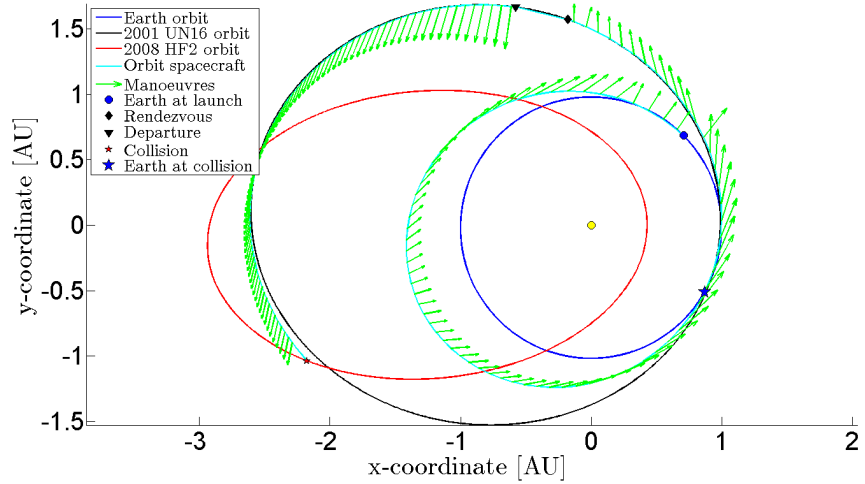 Earth orbit
2001 UN16 orbit
2008 HF2 orbit
Orbit spacecraft
Manoeuvres
Earth at launch
Rendezvous
Departure
Collision
Earth at collision
y-coordinate [AU]
1.5
1
0.5
0
-0.5
-1
-1.5
-3 -2 -1 0 1 2
x-coordinate [AU]